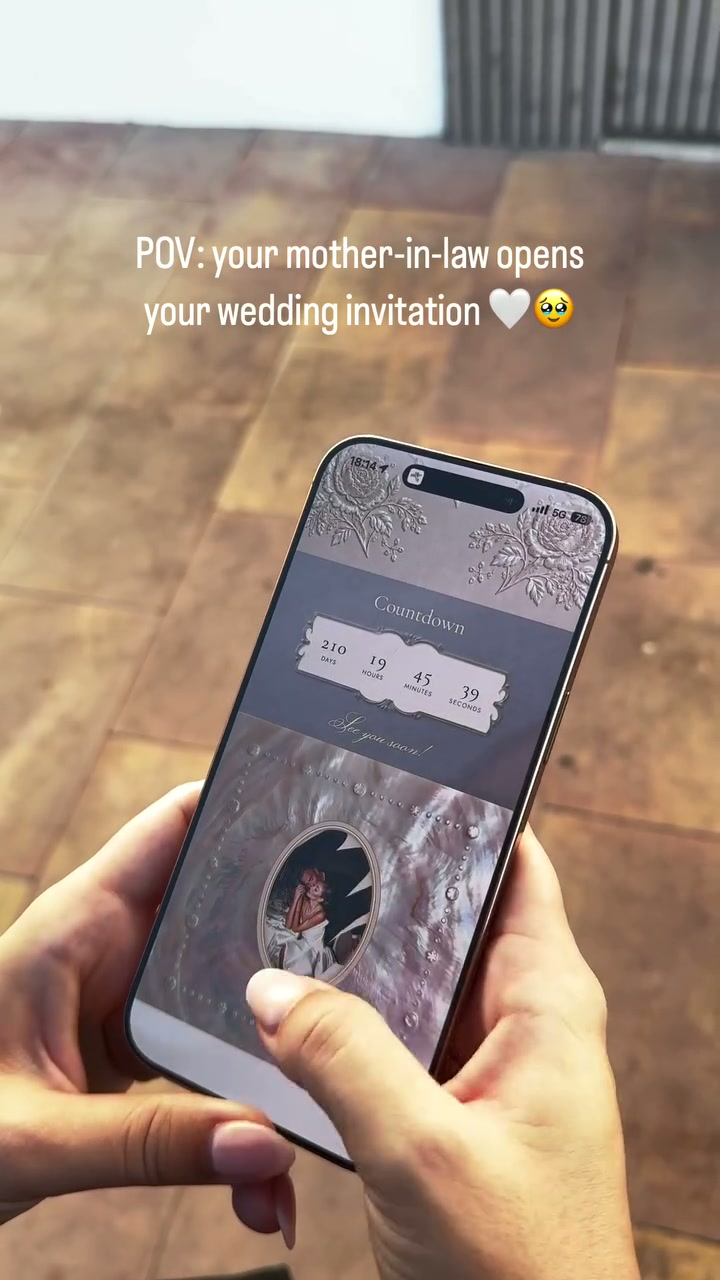 POV: your mother-in-law opens
your wedding invitation 🤍🥹
18:14
5G 78
Countdown
210 19 45 39
DAYS HOURS MINUTES SECONDS
See you soon!